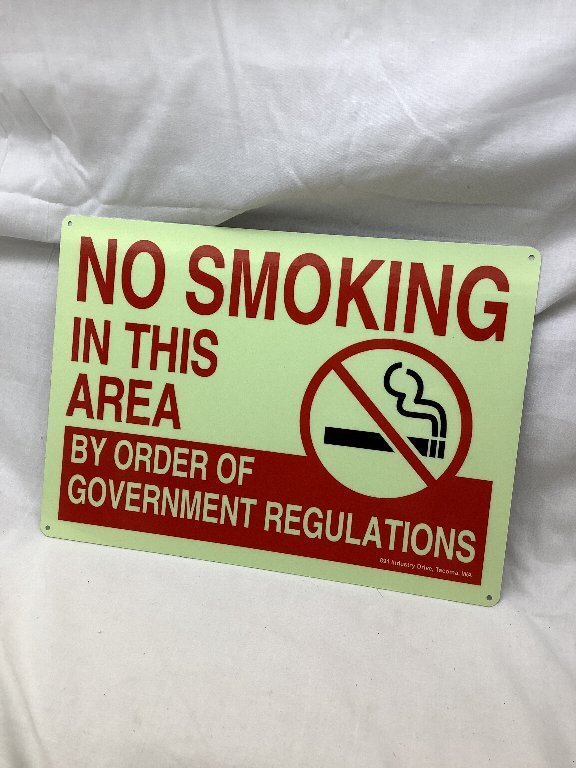 NO SMOKING
IN THIS
AREA
BY ORDER OF
GOVERNMENT REGULATIONS
Industry Drive, Tacoma, WA